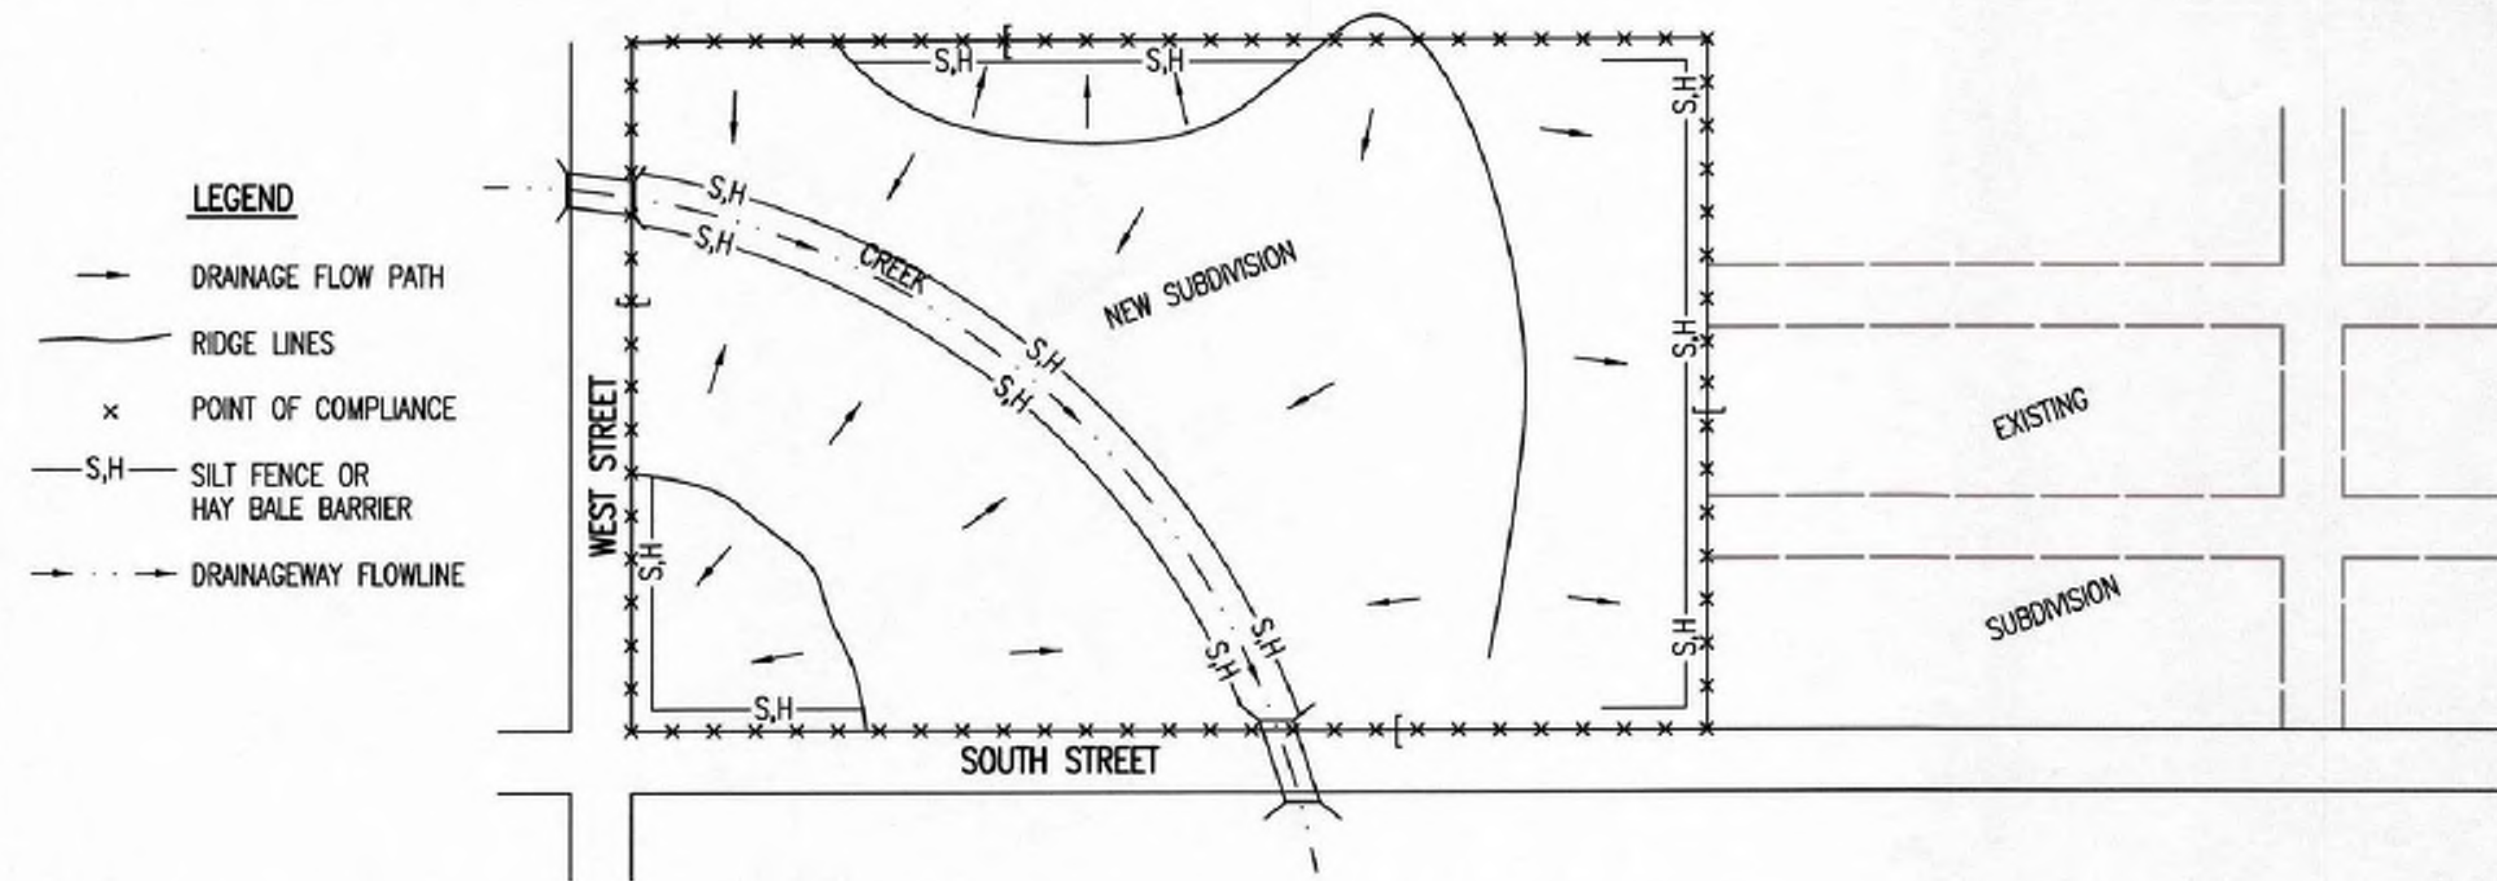 LEGEND
DRAINAGE FLOW PATH
RIDGE LINES
x POINT OF COMPLIANCE
S,H SILT FENCE OR
HAY BALE BARRIER
DRAINAGEWAY FLOWLINE
WEST STREET
SOUTH STREET
CREEK
NEW SUBDIVISION
EXISTING
SUBDIVISION
S,H
S,H
S,H
S,H
S,H
S,H
S,H
S,H
S,H
S,H
S,H
S,H
S,H